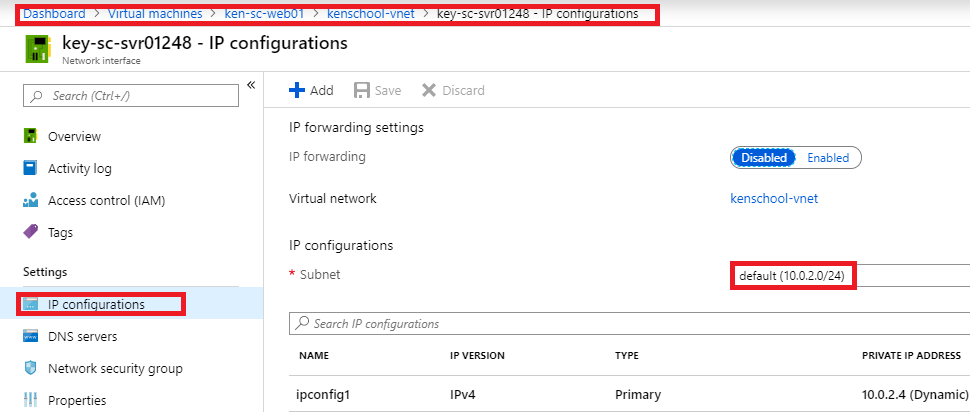 Dashboard > Virtual machines > ken-sc-web01 > kenschool-vnet > key-sc-svr01248 - IP configurations
key-sc-svr01248 - IP configurations
Network interface
Search (Ctrl+/)
«
Overview
Activity log
Access control (IAM)
Tags
Settings
IP configurations
DNS servers
Network security group
Properties
Add Save Discard
IP forwarding settings
IP forwarding Disabled Enabled
Virtual network kenschool-vnet
IP configurations
* Subnet default (10.0.2.0/24)
Search IP configurations
NAME IP VERSION TYPE PRIVATE IP ADDRESS
ipconfig1 IPv4 Primary 10.0.2.4 (Dynamic)